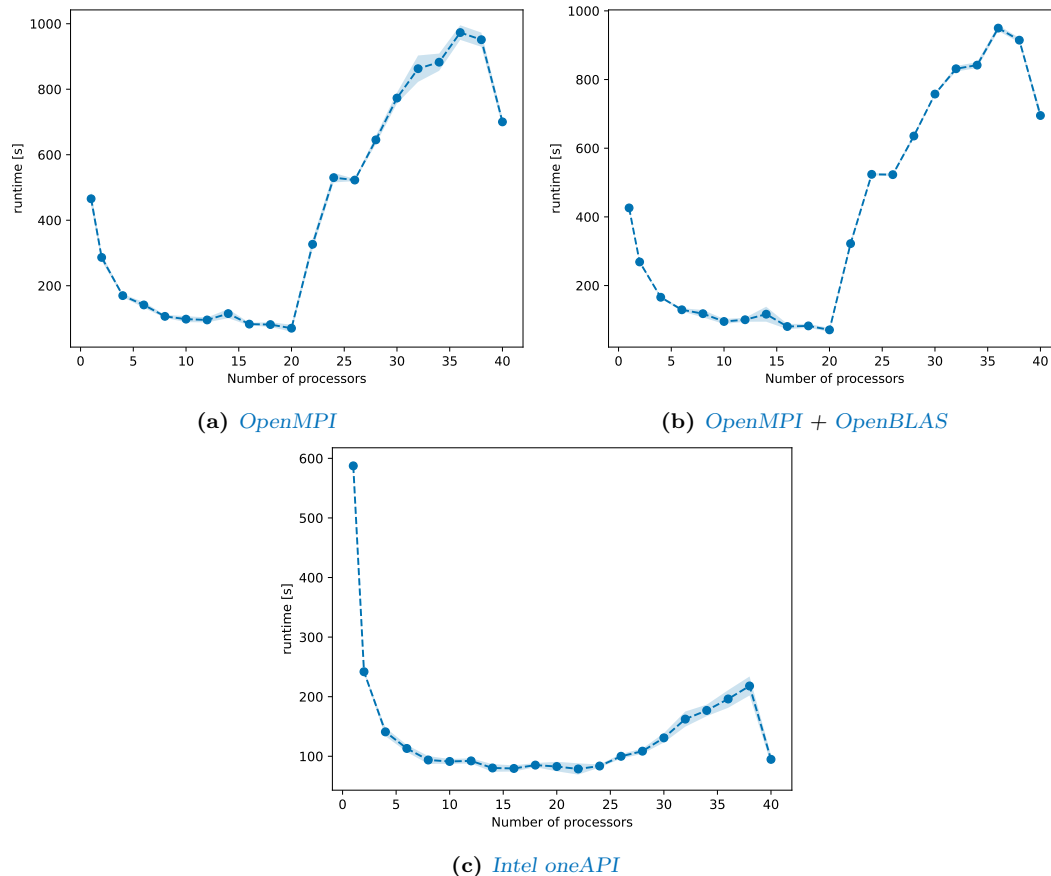 1000
800
600
400
200
runtime [s]
0 5 10 15 20 25 30 35 40
Number of processors
(a) OpenMPI
1000
800
600
400
200
runtime [s]
0 5 10 15 20 25 30 35 40
Number of processors
(b) OpenMPI + OpenBLAS
600
500
400
300
200
100
runtime [s]
0 5 10 15 20 25 30 35 40
Number of processors
(c) Intel oneAPI